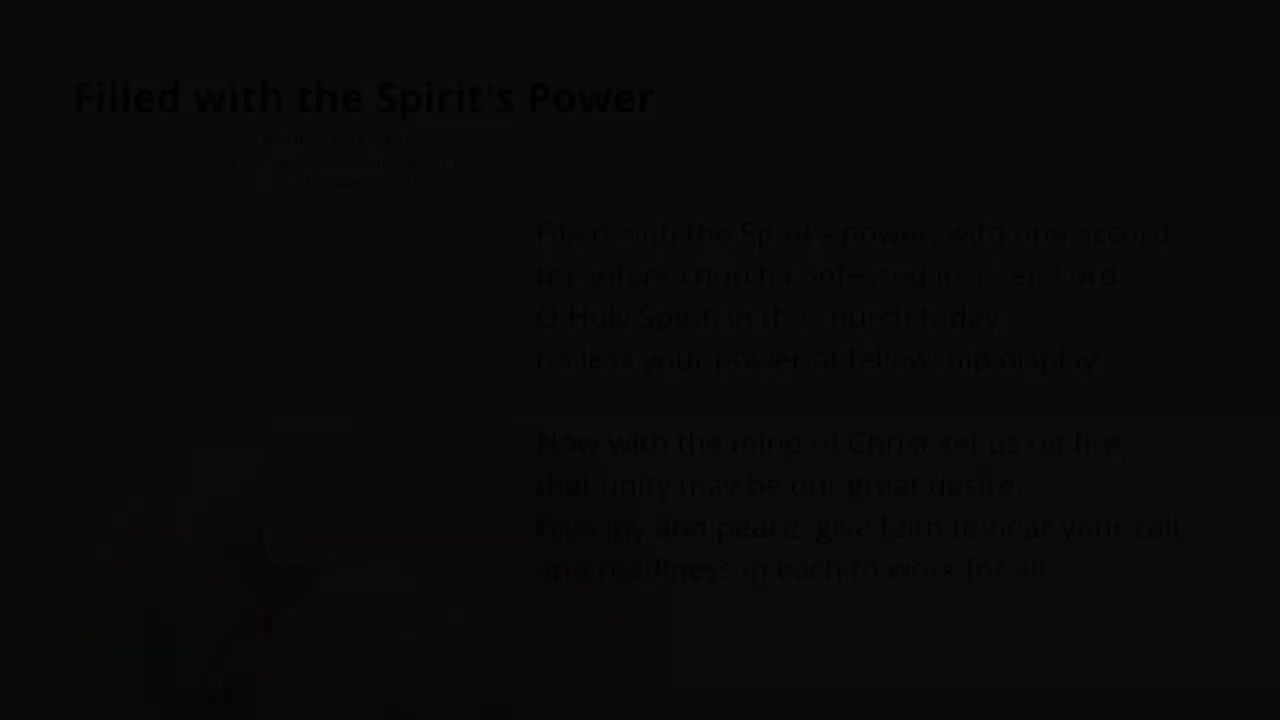 Filled with the Spirit's Power
Filled with the Spirit's power, with one accord
the infant church confessed its risen Lord
O Holy Spirit, in the church today
no less your power of fellowship display.
Now with the mind of Christ set us on fire,
that unity may be our great desire.
Give joy and peace, give faith to hear your call,
and readiness in each to work for all